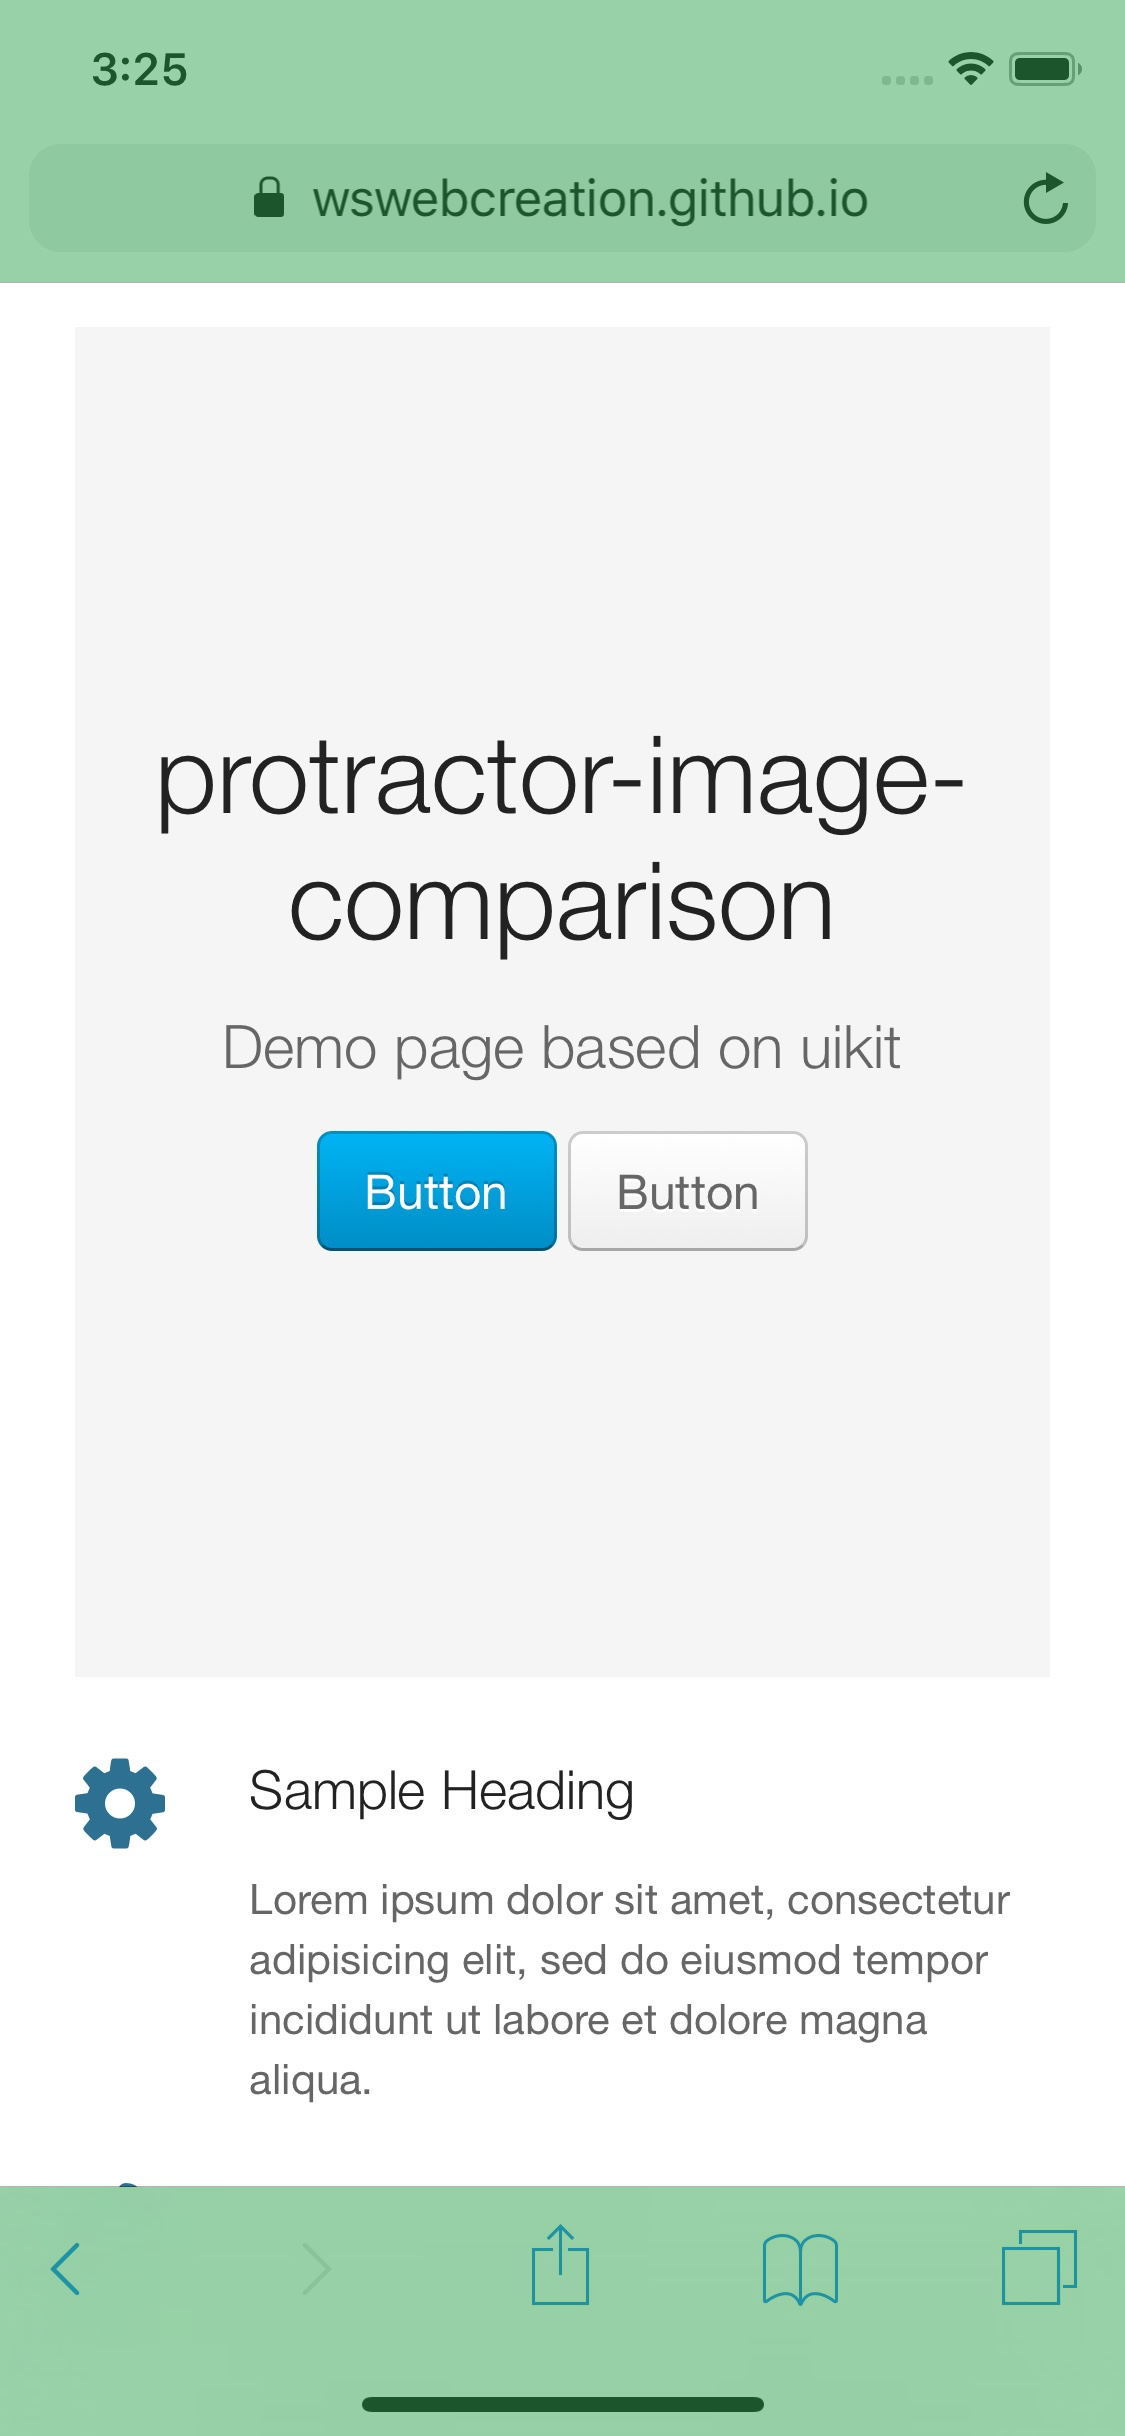 3:25
wswebcreation.github.io
protractor-image-
comparison
Demo page based on uikit
Button Button
Sample Heading
Lorem ipsum dolor sit amet, consectetur
adipisicing elit, sed do eiusmod tempor
incididunt ut labore et dolore magna
aliqua.